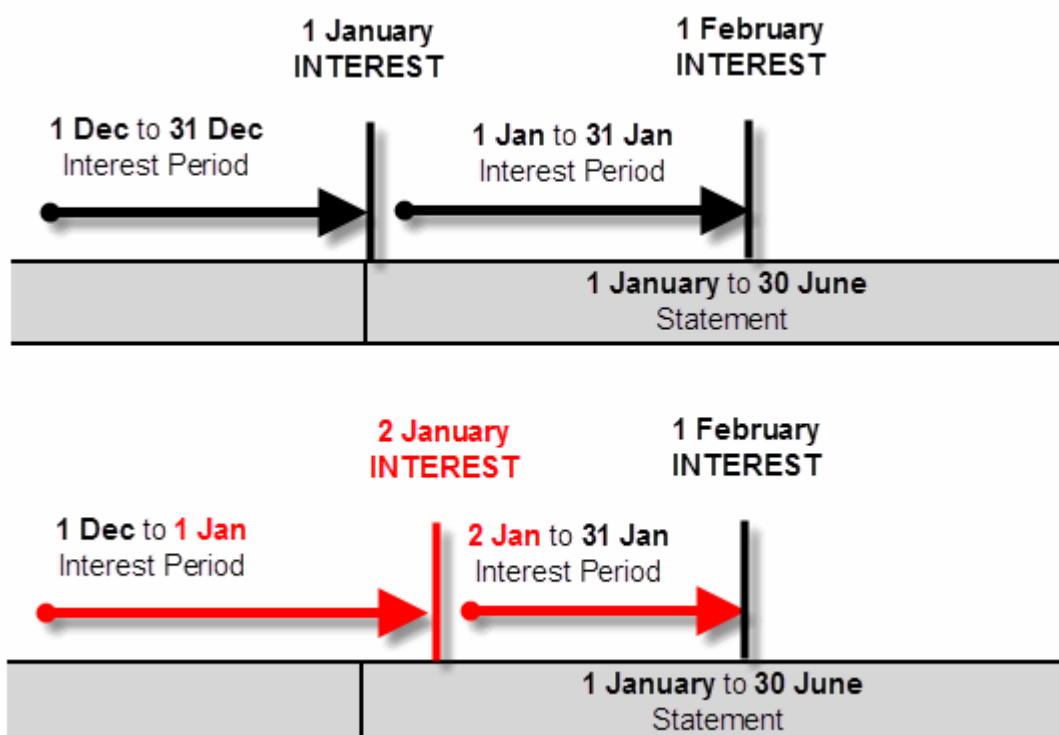 1 January
INTEREST
1 February
INTEREST
1 Dec to 31 Dec
Interest Period
1 Jan to 31 Jan
Interest Period
1 January to 30 June
Statement
2 January
INTEREST
1 February
INTEREST
1 Dec to 1 Jan
Interest Period
2 Jan to 31 Jan
Interest Period
1 January to 30 June
Statement